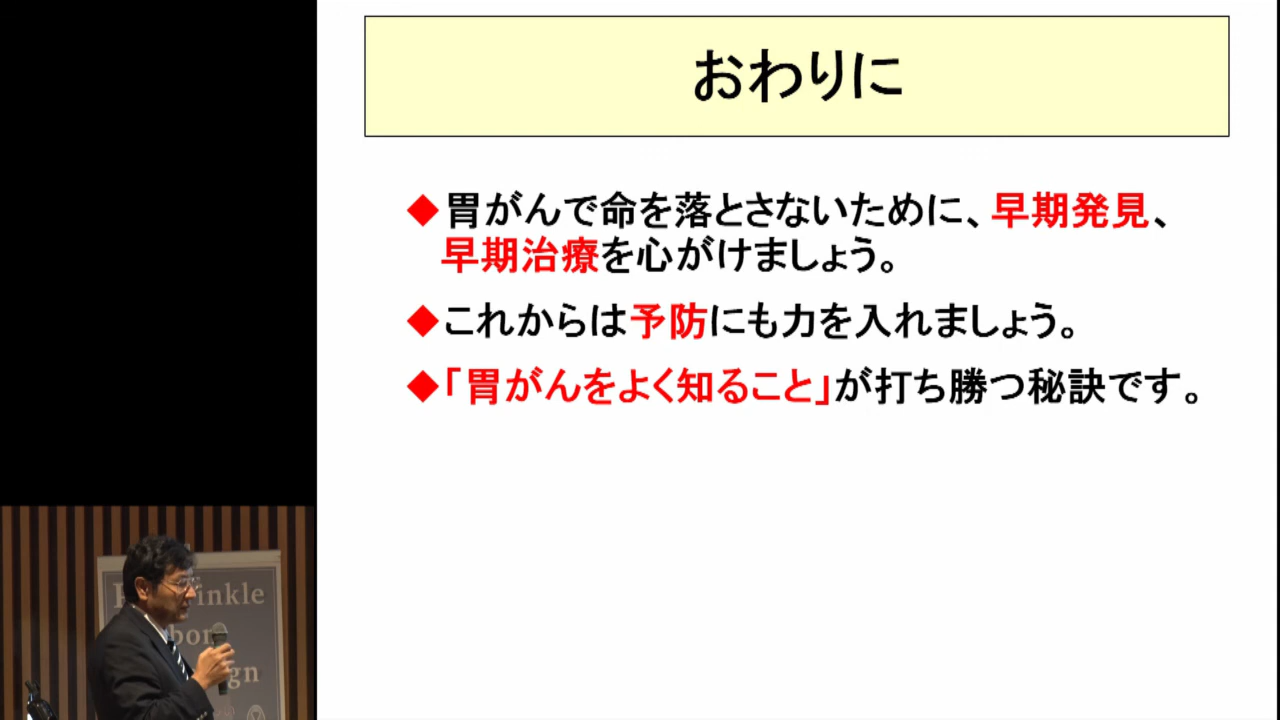 おわりに
◆胃がんで命を落とさないために、早期発見、
早期治療を心がけましょう。
◆これからは予防にも力を入れましょう。
◆「胃がんをよく知ること」が打ち勝つ秘訣です。